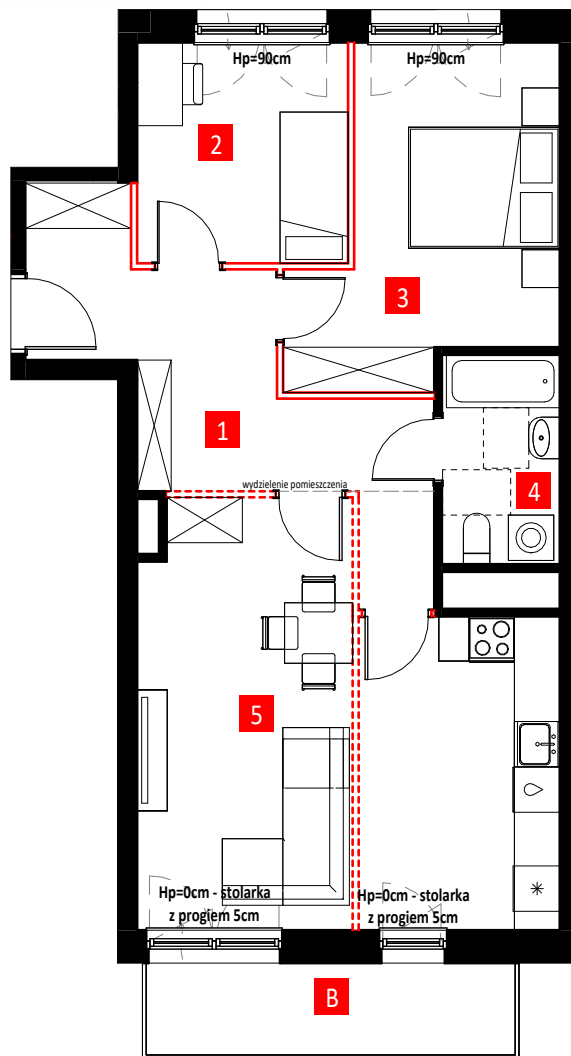 Hp=90cm
Hp=90cm
2
3
1
wydzielenie pomieszczenia
4
5
Hp=0cm - stolarka
z progiem 5cm
Hp=0cm - stolarka
z progiem 5cm
B